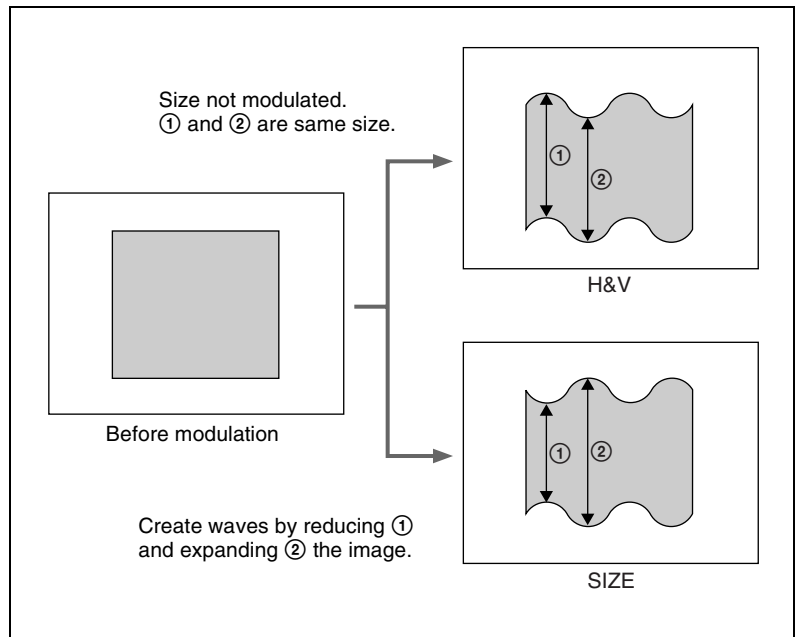 Size not modulated.
① and ② are same size.
①
②
H&V
Before modulation
①
②
Create waves by reducing ①
and expanding ② the image.
SIZE